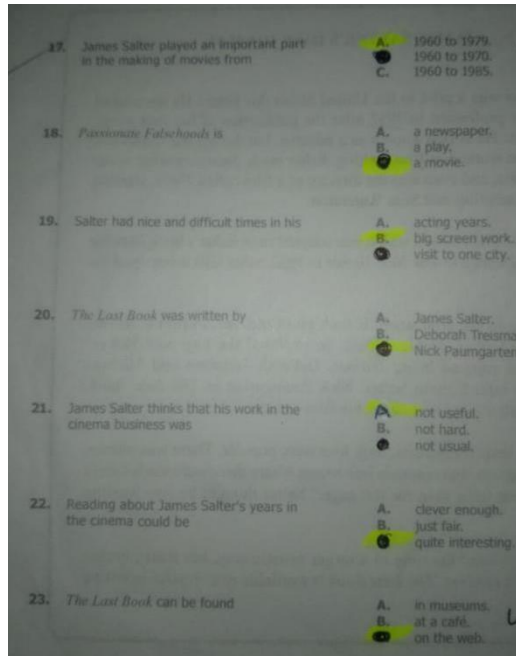 17. James Salter played an important part A. 1960 to 1979.
in the making of movies from 1960 to 1970.
C. 1960 to 1985.
18. Passionate Falsehoods is A. a newspaper.
B. a play.
a movie.
19. Salter had nice and difficult times in his A. acting years.
B. big screen work.
visit to one city.
20. The Last Book was written by A. James Salter.
B. Deborah Treisma
Nick Paumgarten
21. James Salter thinks that his work in the A not useful.
cinema business was B. not hard.
not usual.
22. Reading about James Salter's years in A. clever enough.
the cinema could be B. just fair.
quite interesting.
23. The Last Book can be found A. in museums.
B. at a café.
on the web.